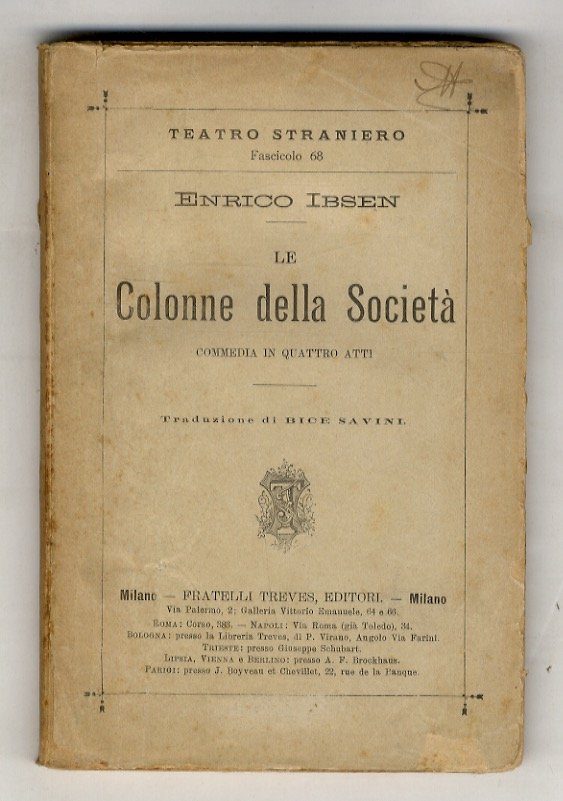 TEATRO STRANIERO
Fascicolo 68
ENRICO IBSEN
LE
Colonne della Società
COMMEDIA IN QUATTRO ATTI
Traduzione di BICE SAVINI.
Milano — FRATELLI TREVES, EDITORI. — Milano
Via Palermo, 2; Galleria Vittorio Emanuele, 64 e 66.
ROMA: Corso, 383. — NAPOLI: Via Roma (già Toledo), 34.
BOLOGNA: presso la Libreria Treves, di P. Virano, Angolo Via Farini.
TRIESTE: presso Giuseppe Schubart.
LIPSIA, VIENNA e BERLINO: presso A. F. Brockhaus.
PARIGI: presso J. Boyveau et Chevillet, 22, rue de la Banque.